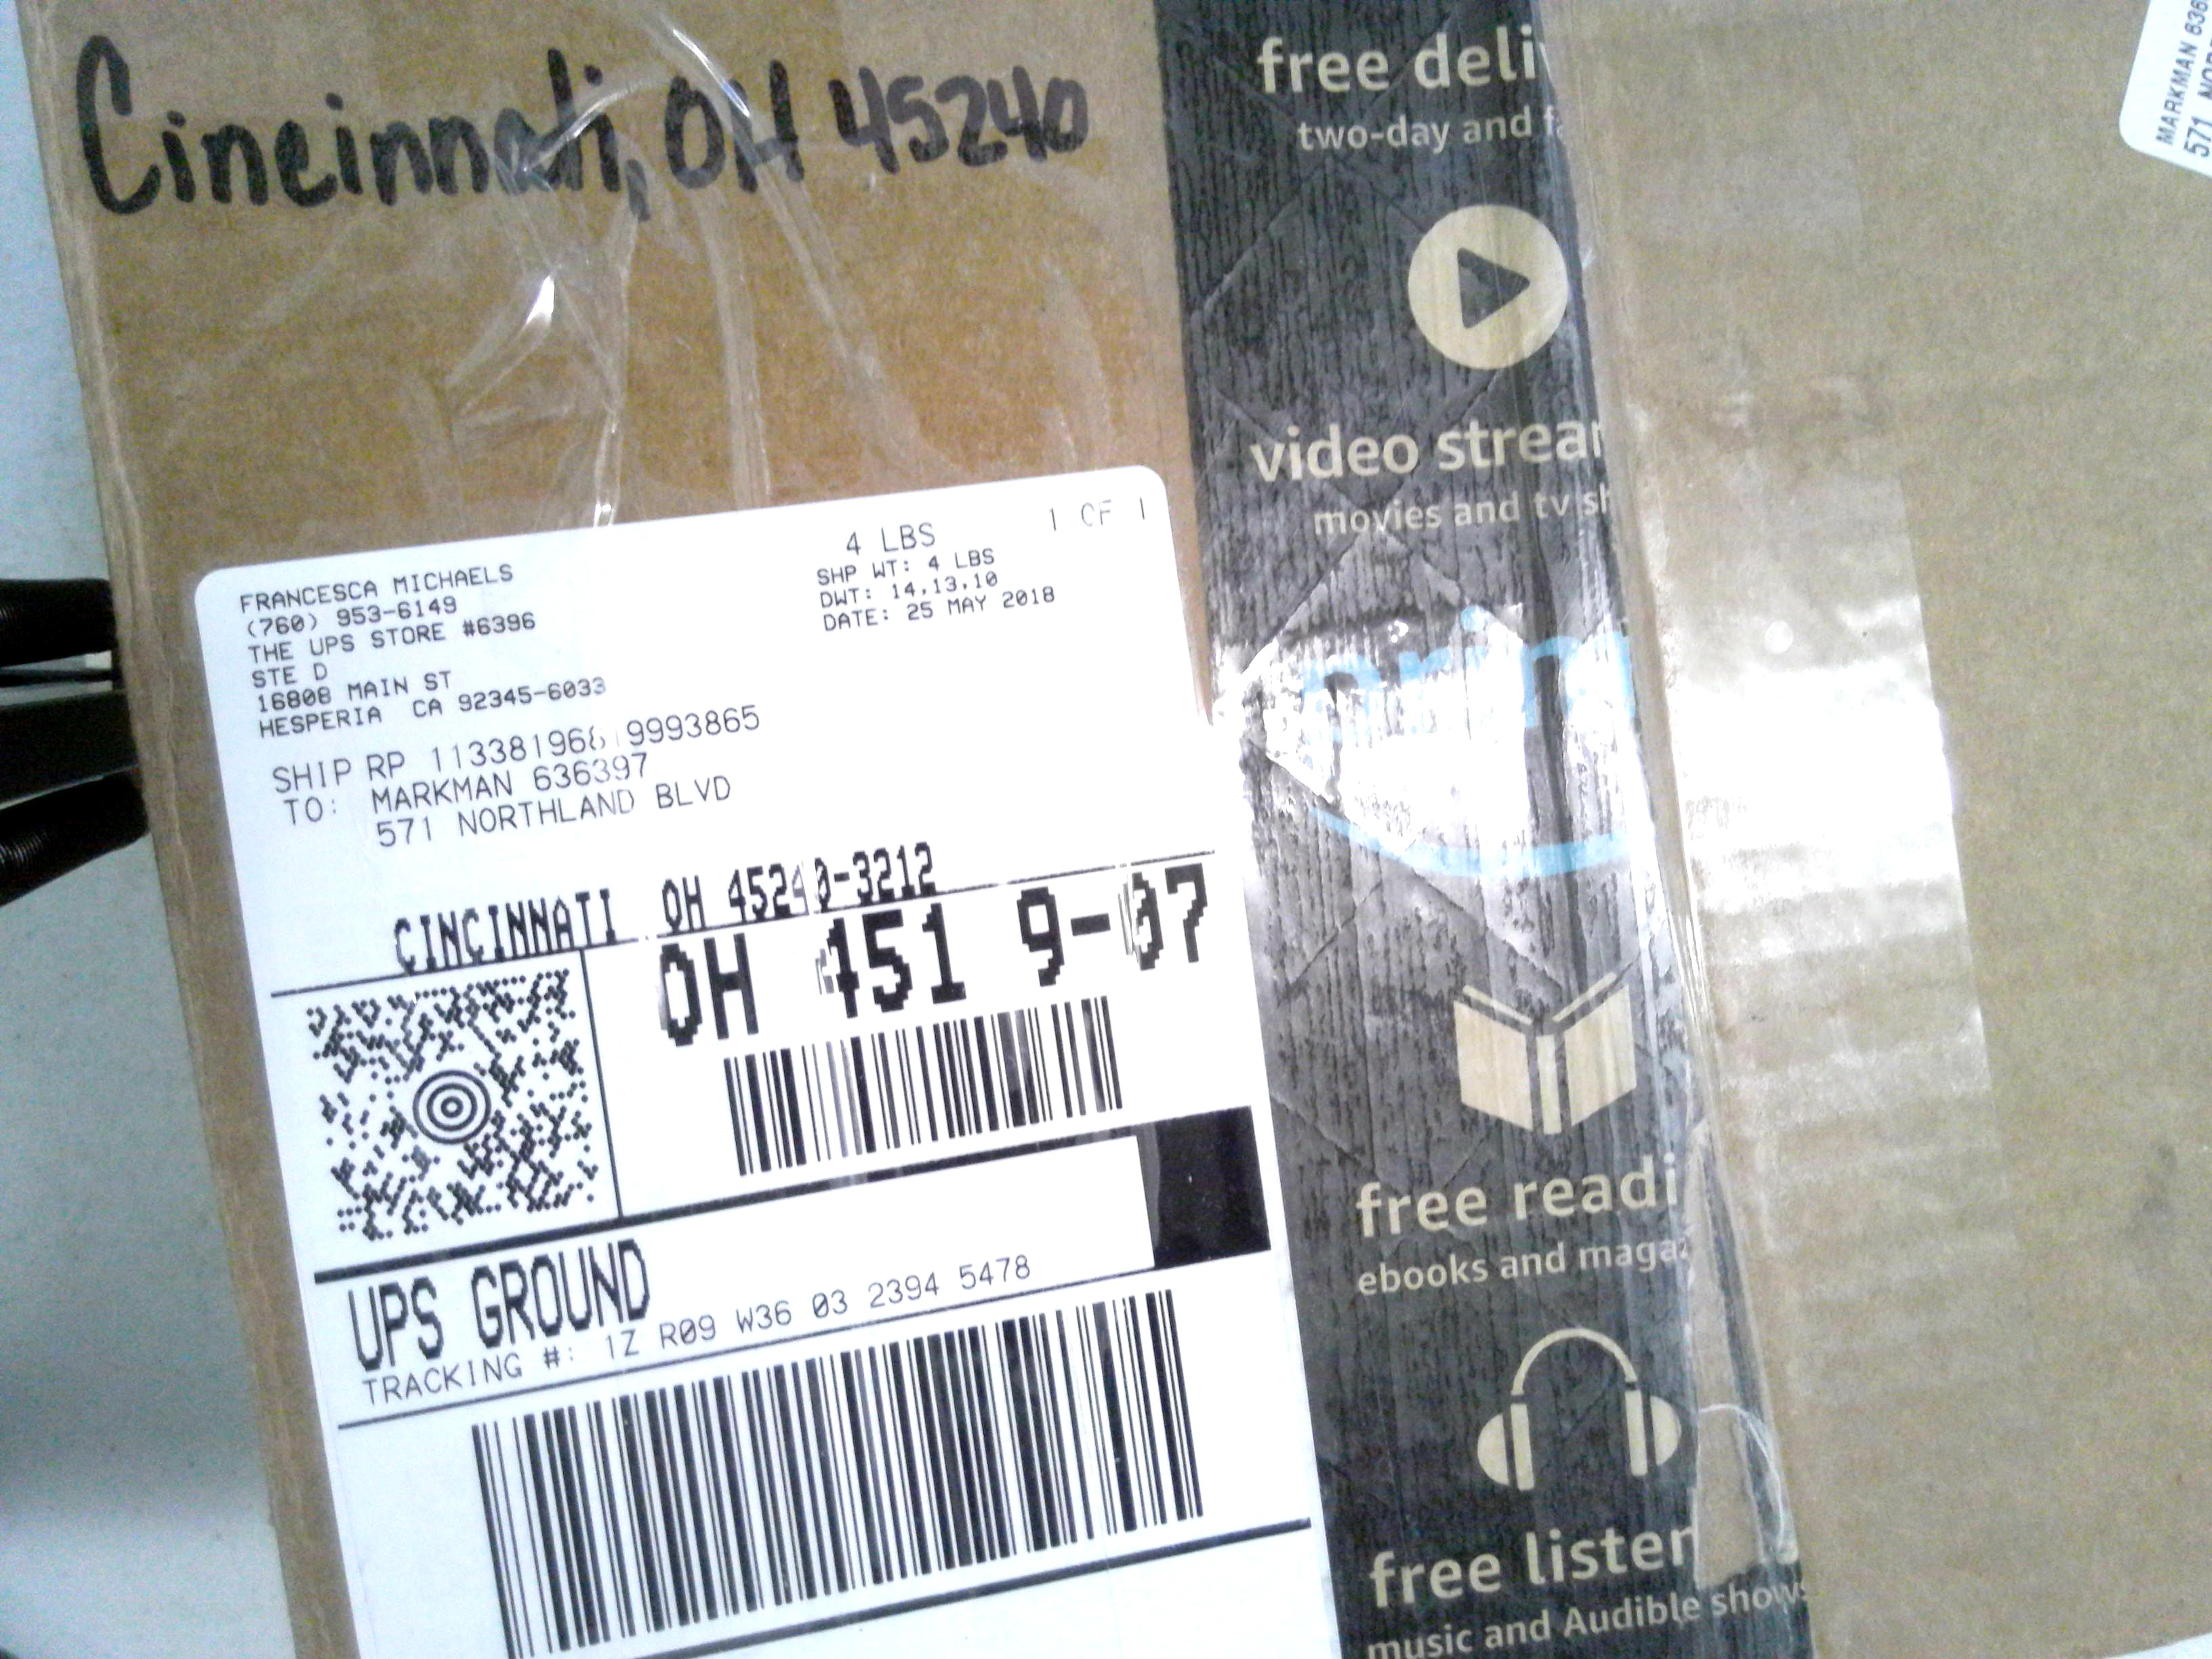 Cincinnati, OH 45240
FRANCESCA MICHAELS
(760) 953-6149
THE UPS STORE #6396
STE D
16808 MAIN ST
HESPERIA CA 92345-6033
4 LBS
1 OF 1
SHP WT: 4 LBS
DWT: 14,13,10
DATE: 25 MAY 2018
SHIP RP
TO: MARKMAN 636397
571 NORTHLAND BLVD
CINCINNATI OH 45240-3212
OH 451 9-07
UPS GROUND
TRACKING #: 1Z R09 W36 03 2394 5478
free deli
two-day and fa
video strea
movies and tv sh
prim
free readi
ebooks and maga
free listen
music and Audible shows
MARKMAN 636
571